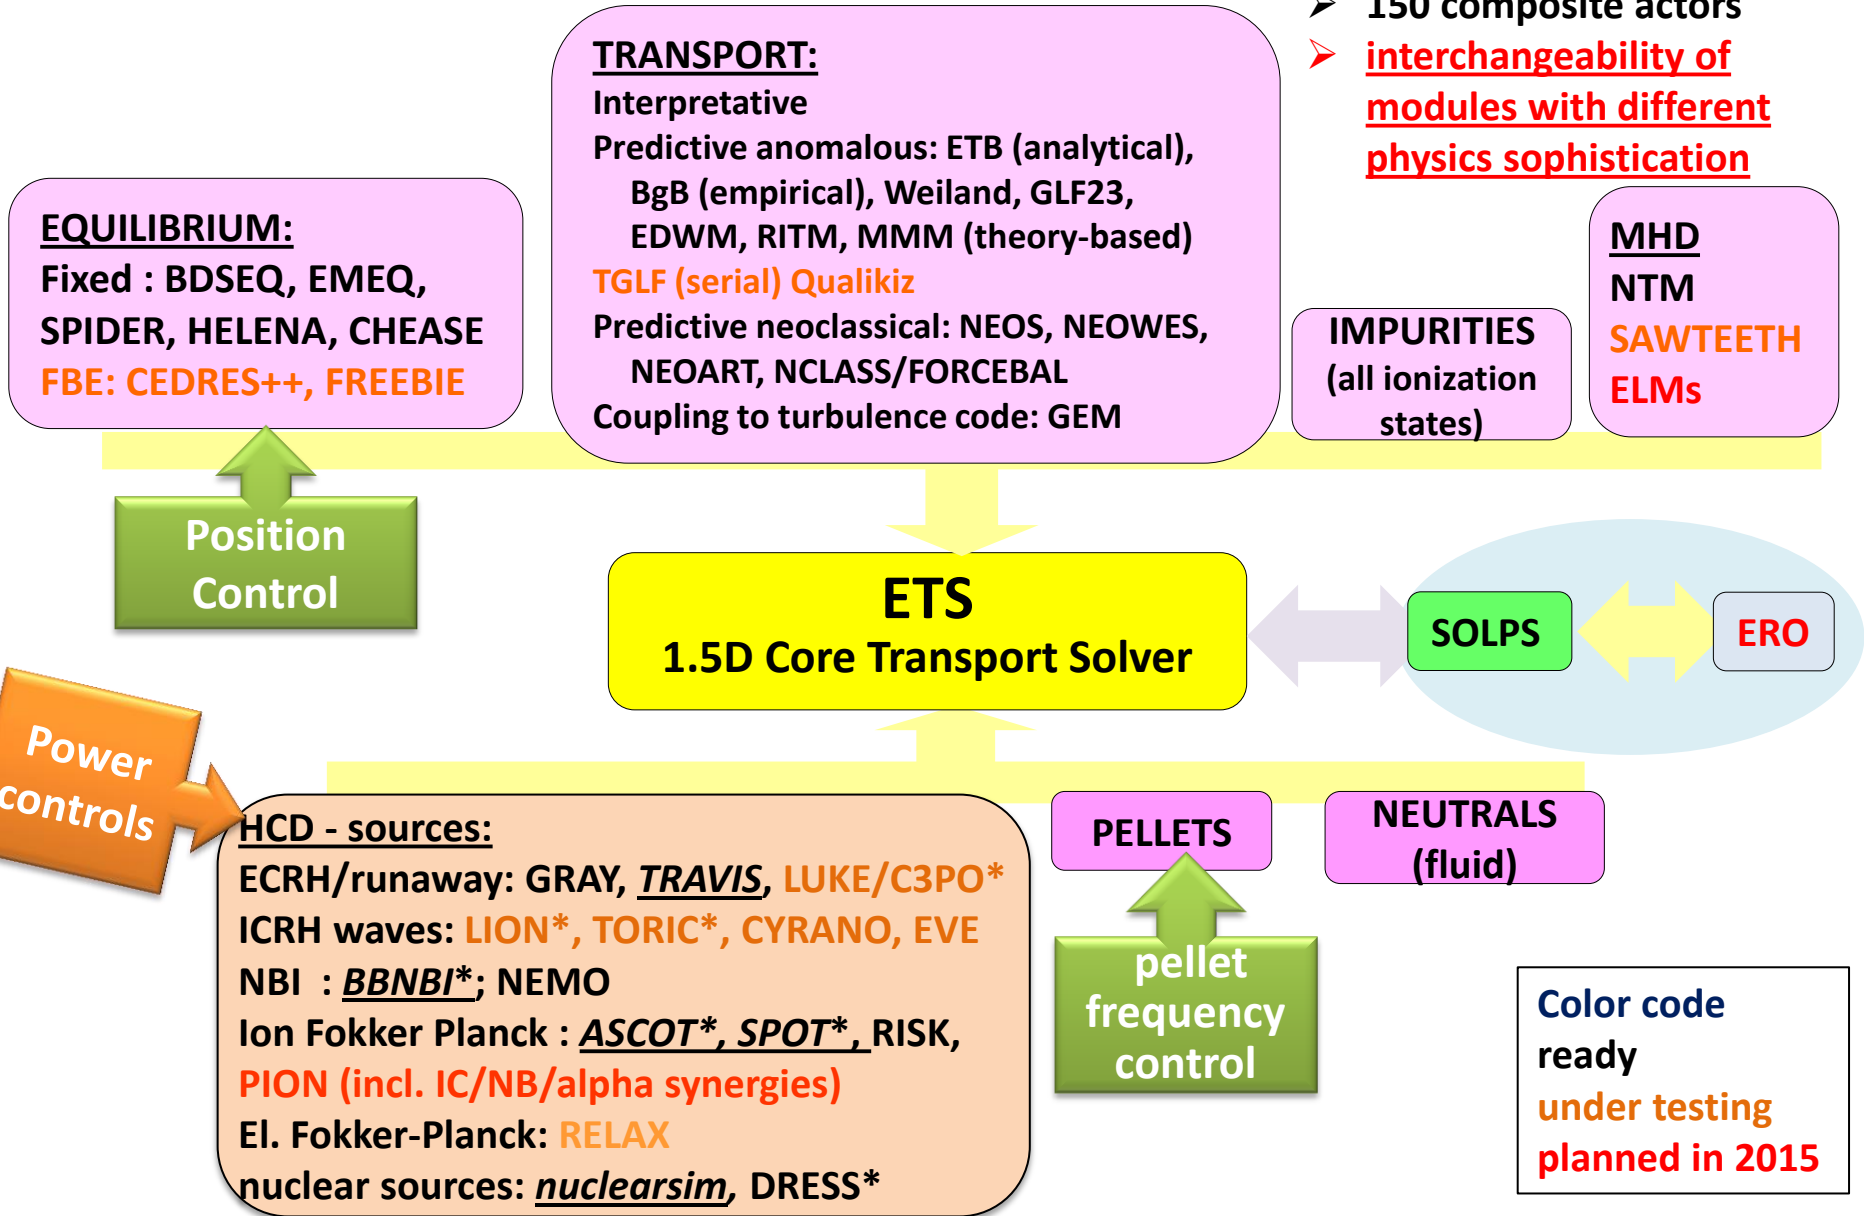 ➢ 150 composite actors
➢ intercheangeability of
modules with different
physics sophistication
TRANSPORT:
Interpretative
Predictive anomalous: ETB (analytical),
BgB (empirical), Weiland, GLF23,
EDWM, RITM, MMM (theory-based)
TGLF (serial) Qualikiz
Predictive neoclassical: NEOS, NEOWES,
NEOART, NCLASS/FORCEBAL
Coupling to turbulence code: GEM
EQUILIBRIUM:
Fixed : BDSEQ, EMEQ,
SPIDER, HELENA, CHEASE
FBE: CEDRES++, FREEBIE
IMPURITIES
(all ionization
states)
MHD
NTM
SAWTEETH
ELMs
Position
Control
ETS
1.5D Core Transport Solver
SOLPS
ERO
Power
controls
HCD - sources:
ECRH/runaway: GRAY, TRAVIS, LUKE/C3PO*
ICRH waves: LION*, TORIC*, CYRANO, EVE
NBI : BBNBI*; NEMO
Ion Fokker Planck : ASCOT*, SPOT*, RISK,
PION (incl. IC/NB/alpha synergies)
El. Fokker-Planck: RELAX
nuclear sources: nuclearsim, DRESS*
PELLETS
NEUTRALS
(fluid)
pellet
frequency
control
Color code
ready
under testing
planned in 2015